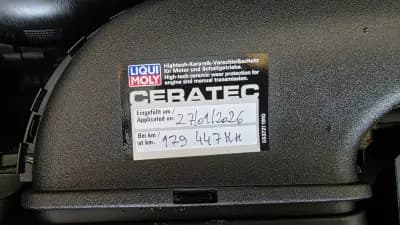 LIQUI
MOLY
Hightech-Keramik-Verschleißschutz
für Motor und Schaltgetriebe.
High-tech ceramic wear protection for
engine and manual transmission.
CERATEC
Eingefüllt am /
Applicated on:
27/01/2026
Bei km /
at km:
179 447 KM